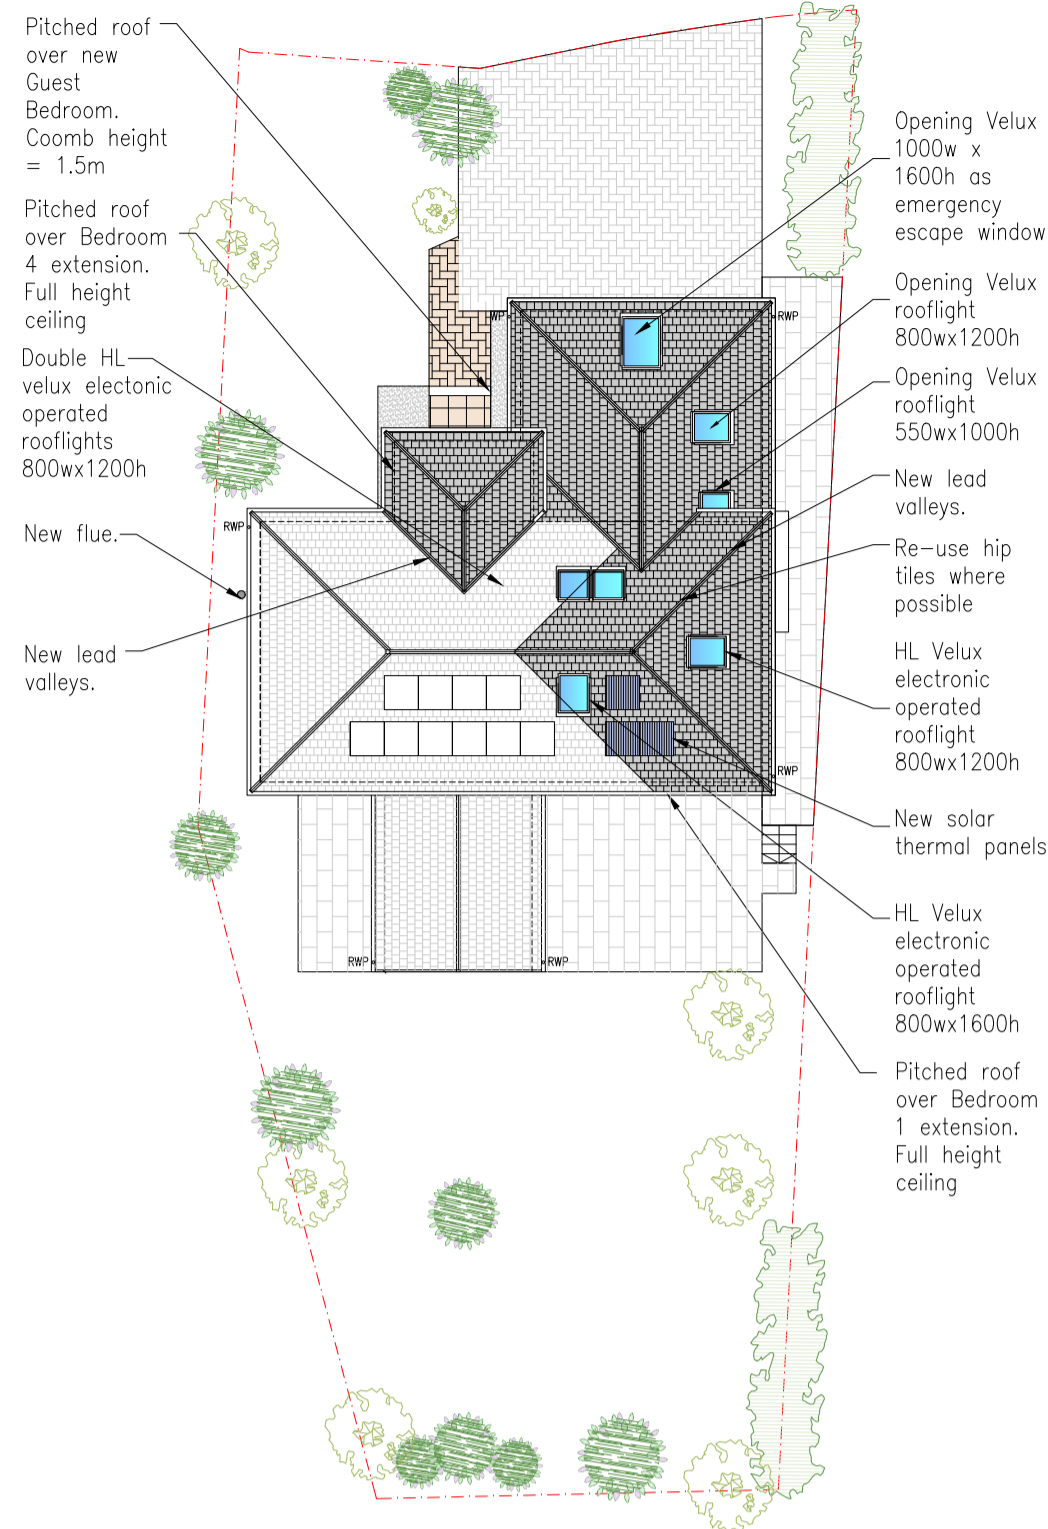 Pitched roof
over new
Guest
Bedroom.
Coomb height
= 1.5m
Pitched roof
over Bedroom
4 extension.
Full height
ceiling
Double HL
velux electonic
operated
rooflights
800wx1200h
New flue.
New lead
valleys.
Opening Velux
1000w x
1600h as
emergency
escape window
Opening Velux
rooflight
800wx1200h
Opening Velux
rooflight
550wx1000h
New lead
valleys.
Re-use hip
tiles where
possible
HL Velux
electronic
operated
rooflight
800wx1200h
New solar
thermal panels
HL Velux
electronic
operated
rooflight
800wx1600h
Pitched roof
over Bedroom
1 extension.
Full height
ceiling
WP
RWP
RWP
RWP
RWP
RWP